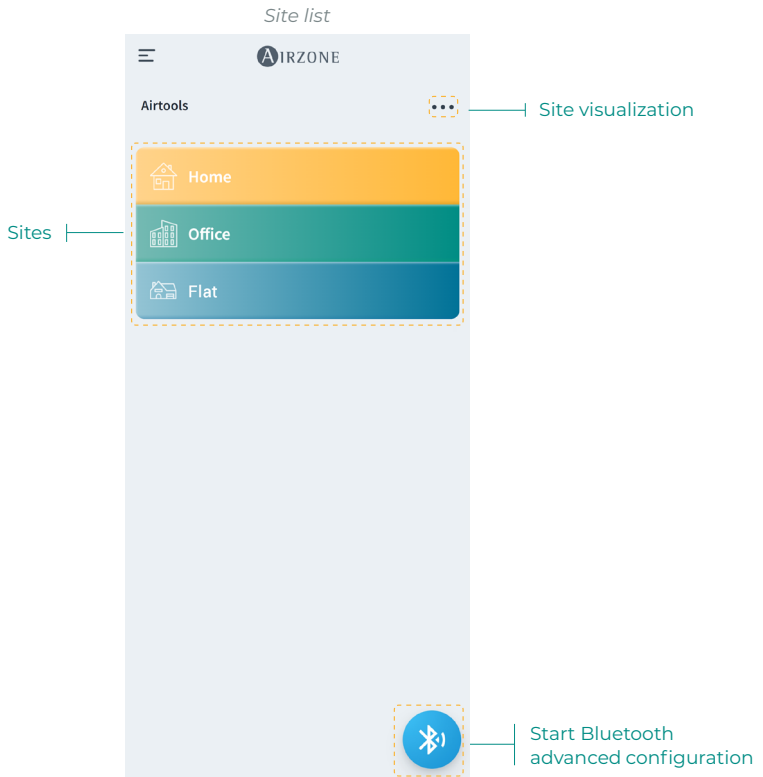 Site list
AIRZONE
Airtools
Site visualization
Home
Sites
Office
Flat
Start Bluetooth
advanced configuration